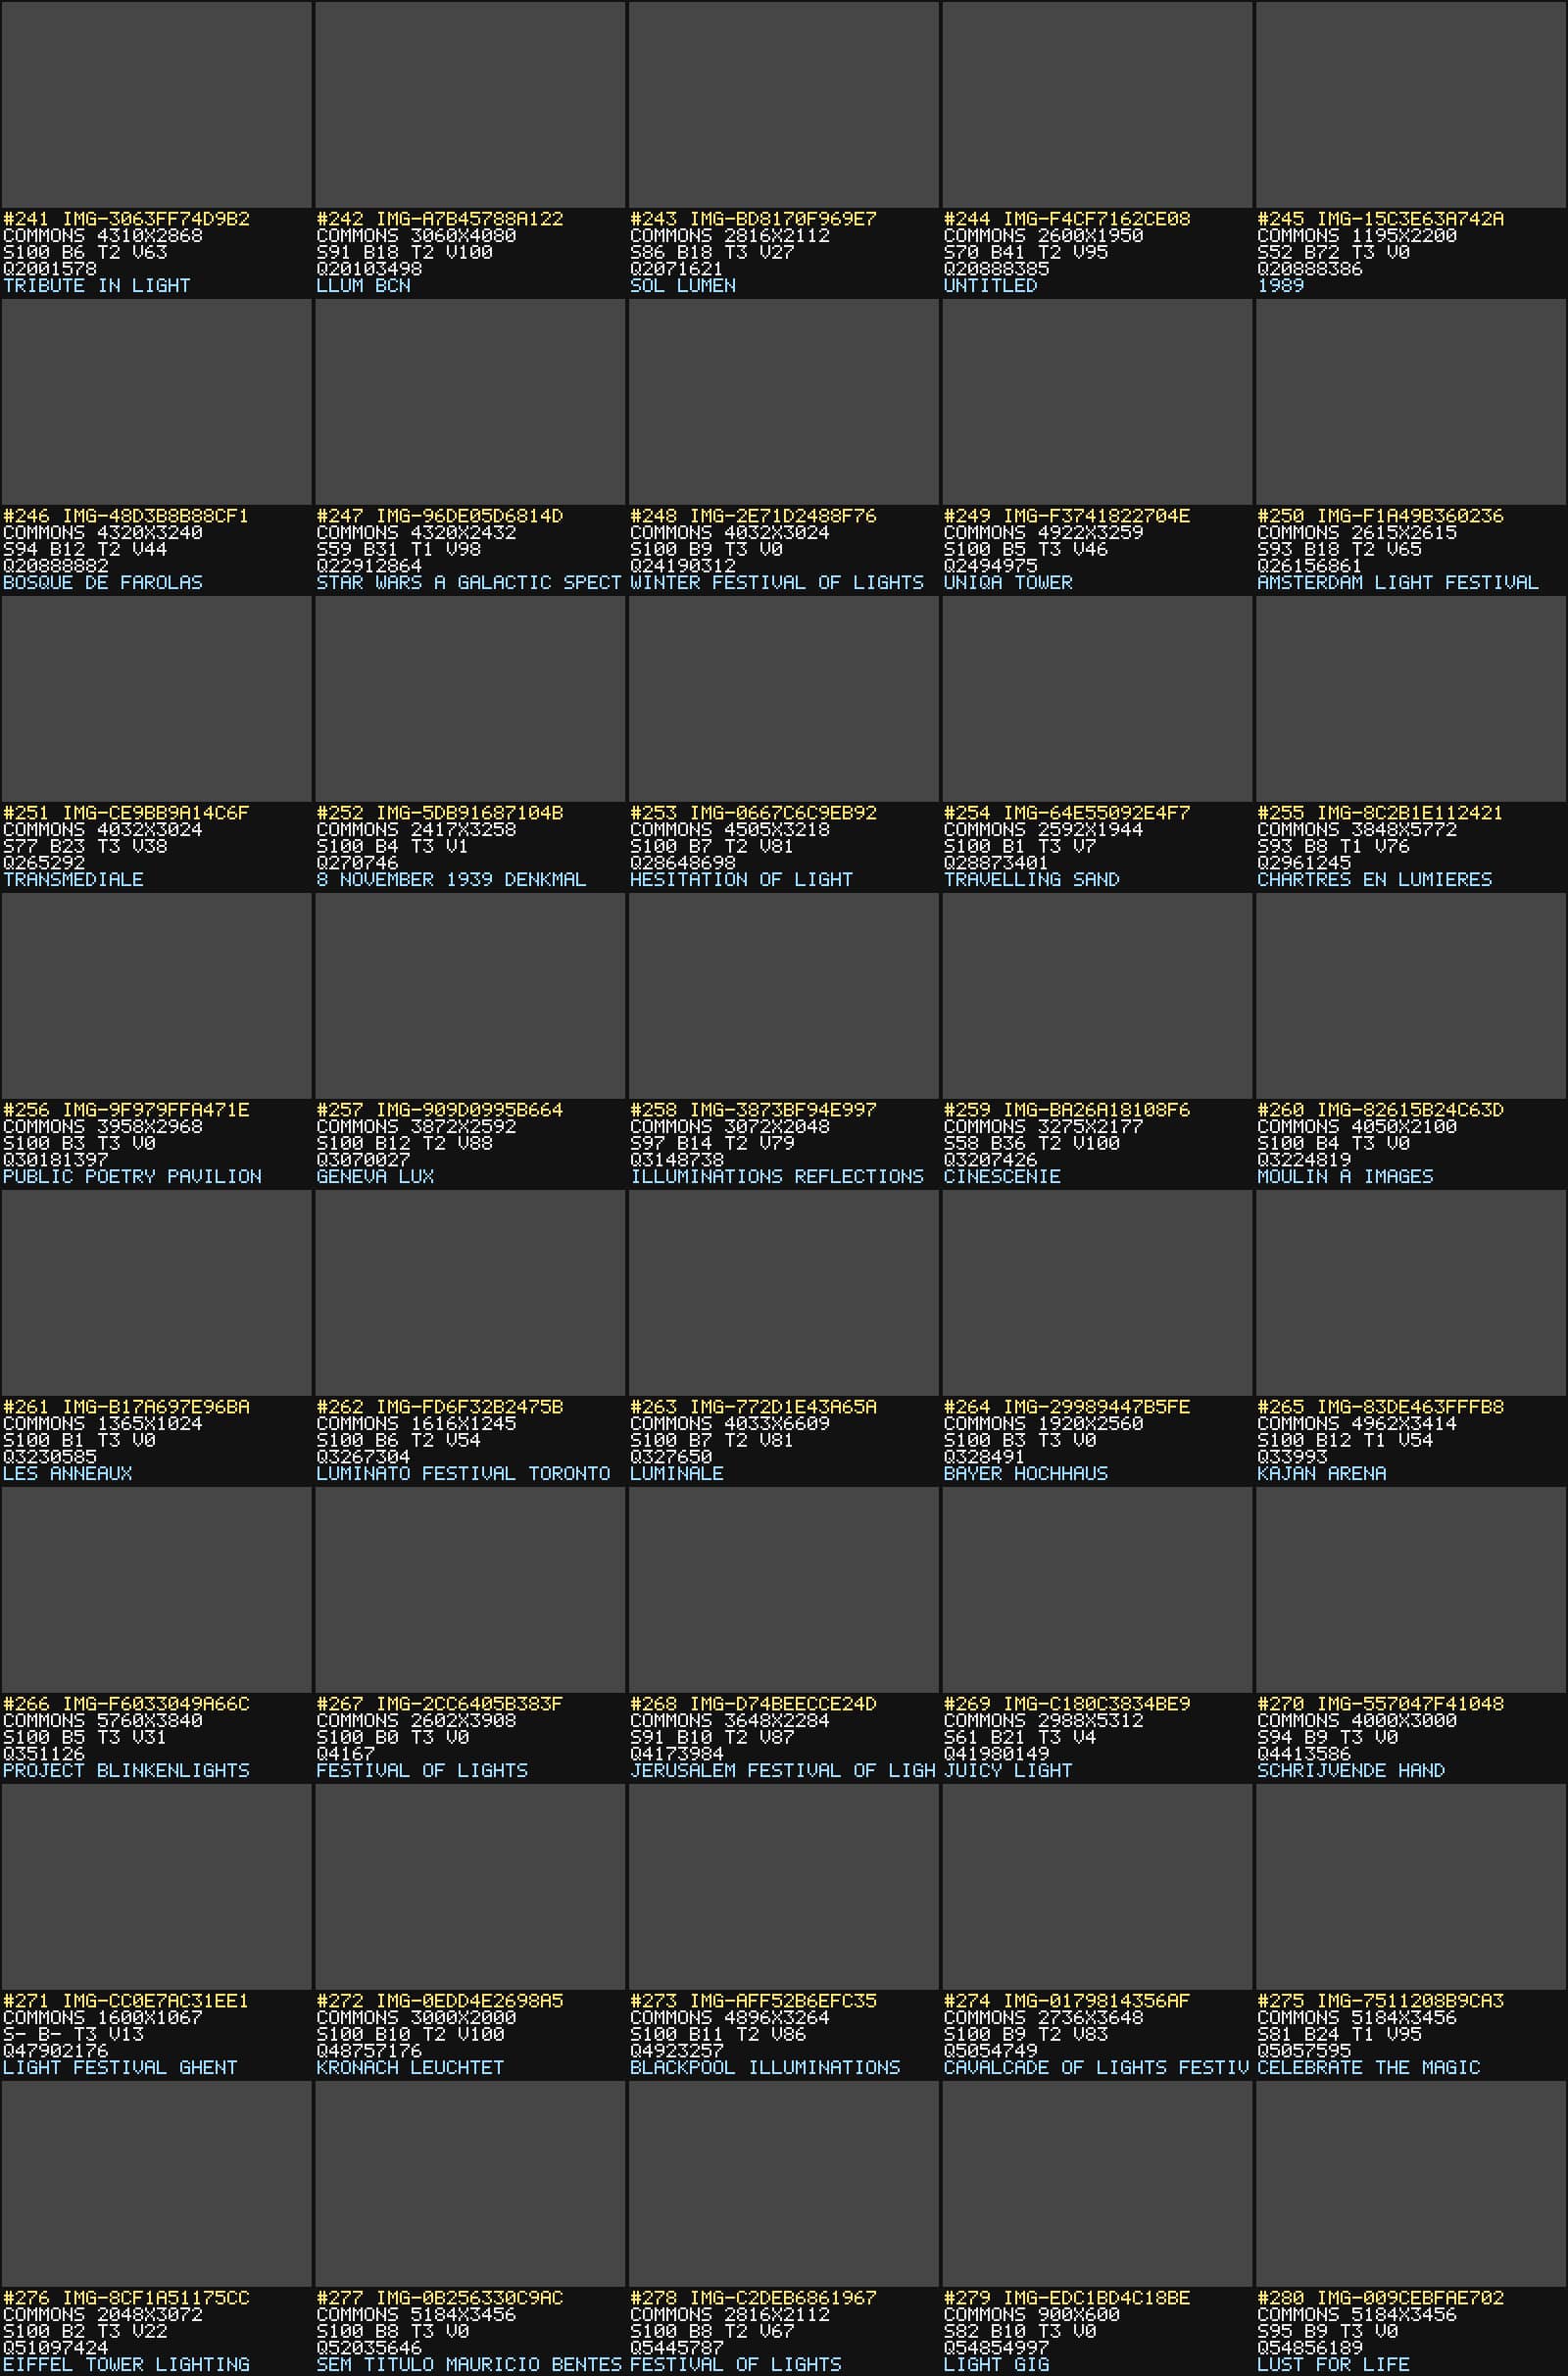 #241 IMG-3063FF74D9B2
COMMONS 4310X2868
S100 B6 T2 V63
Q2001578
TRIBUTE IN LIGHT
#242 IMG-A7B45788A122
COMMONS 3060X4080
S91 B18 T2 V100
Q20103498
LLUM BCN
#243 IMG-BD8170F969E7
COMMONS 2816X2112
S86 B18 T3 V27
Q2071621
SOL LUMEN
#244 IMG-F4CF7162CE08
COMMONS 2600X1950
S70 B41 T2 V95
Q20888385
UNTITLED
#245 IMG-15C3E63A742A
COMMONS 1195X2200
S52 B72 T3 V0
Q20888386
1989
#246 IMG-48D3B8B88CF1
COMMONS 4320X3240
S94 B12 T2 V44
Q20888882
BOSQUE DE FAROLAS
#247 IMG-96DE05D6814D
COMMONS 4320X2432
S59 B31 T1 V98
Q22912864
STAR WARS A GALACTIC SPECT
#248 IMG-2E71D2488F76
COMMONS 4032X3024
S100 B9 T3 V0
Q24190312
WINTER FESTIVAL OF LIGHTS
#249 IMG-F3741822704E
COMMONS 4922X3259
S100 B5 T3 V46
Q2494975
UNIQA TOWER
#250 IMG-F1A49B360236
COMMONS 2615X2615
S93 B18 T2 V65
Q26156861
AMSTERDAM LIGHT FESTIVAL
#251 IMG-CE9BB9A14C6F
COMMONS 4032X3024
S77 B23 T3 V38
Q265292
TRANSMEDIALE
#252 IMG-5DB91687104B
COMMONS 2417X3258
S100 B4 T3 V1
Q270746
8 NOVEMBER 1939 DENKMAL
#253 IMG-0667C6C9EB92
COMMONS 4505X3218
S100 B7 T2 V81
Q28648698
HESITATION OF LIGHT
#254 IMG-64E55092E4F7
COMMONS 2592X1944
S100 B1 T3 V7
Q28873401
TRAVELLING SAND
#255 IMG-8C2B1E112421
COMMONS 3848X5772
S93 B8 T1 V76
Q2961245
CHARTRES EN LUMIERES
#256 IMG-9F979FFA471E
COMMONS 3958X2968
S100 B3 T3 V0
Q30181397
PUBLIC POETRY PAVILION
#257 IMG-909D0995B664
COMMONS 3872X2592
S100 B12 T2 V88
Q3070027
GENEVA LUX
#258 IMG-3873BF94E997
COMMONS 3072X2048
S97 B14 T2 V79
Q3148738
ILLUMINATIONS REFLECTIONS
#259 IMG-BA26A18108F6
COMMONS 3275X2177
S58 B36 T2 V100
Q3207426
CINESCENIE
#260 IMG-82615B24C63D
COMMONS 4050X2100
S100 B4 T3 V0
Q3224819
MOULIN A IMAGES
#261 IMG-B17A697E96BA
COMMONS 1365X1024
S100 B1 T3 V0
Q3230585
LES ANNEAUX
#262 IMG-FD6F32B2475B
COMMONS 1616X1245
S100 B6 T2 V54
Q3267304
LUMINATO FESTIVAL TORONTO
#263 IMG-772D1E43A65A
COMMONS 4033X6609
S100 B7 T2 V81
Q327650
LUMINALE
#264 IMG-29989447B5FE
COMMONS 1920X2560
S100 B3 T3 V0
Q328491
BAYER HOCHHAUS
#265 IMG-83DE463FFFB8
COMMONS 4962X3414
S100 B12 T1 V54
Q33993
KAJAN ARENA
#266 IMG-F6033049A66C
COMMONS 5760X3840
S100 B5 T3 V31
Q351126
PROJECT BLINKENLIGHTS
#267 IMG-2CC6405B383F
COMMONS 2602X3908
S100 B0 T3 V0
Q4167
FESTIVAL OF LIGHTS
#268 IMG-D74BEECCE24D
COMMONS 3648X2284
S91 B10 T2 V87
Q4173984
JERUSALEM FESTIVAL OF LIGH
#269 IMG-C180C3834BE9
COMMONS 2988X5312
S61 B21 T3 V4
Q41980149
JUICY LIGHT
#270 IMG-557047F41048
COMMONS 4000X3000
S94 B9 T3 V0
Q4413586
SCHRIJVENDE HAND
#271 IMG-CC0E7AC31EE1
COMMONS 1600X1067
S- B- T3 V13
Q47902176
LIGHT FESTIVAL GHENT
#272 IMG-0EDD4E2698A5
COMMONS 3000X2000
S100 B10 T2 V100
Q48757176
KRONACH LEUCHTET
#273 IMG-AFF52B6EFC35
COMMONS 4896X3264
S100 B11 T2 V86
Q4923257
BLACKPOOL ILLUMINATIONS
#274 IMG-0179814356AF
COMMONS 2736X3648
S100 B9 T2 V83
Q5054749
CAVALCADE OF LIGHTS FESTIV
#275 IMG-7511208B9CA3
COMMONS 5184X3456
S81 B24 T1 V95
Q5057595
CELEBRATE THE MAGIC
#276 IMG-8CF1A51175CC
COMMONS 2048X3072
S100 B2 T3 V22
Q51097424
EIFFEL TOWER LIGHTING
#277 IMG-0B256330C9AC
COMMONS 5184X3456
S100 B8 T3 V0
Q52035646
SEM TITULO MAURICIO BENTES
#278 IMG-C2DEB6861967
COMMONS 2816X2112
S100 B8 T2 V67
Q5445787
FESTIVAL OF LIGHTS
#279 IMG-EDC1BD4C18BE
COMMONS 900X600
S82 B10 T3 V0
Q54854997
LIGHT GIG
#280 IMG-009CEBFAE702
COMMONS 5184X3456
S95 B9 T3 V0
Q54856189
LUST FOR LIFE